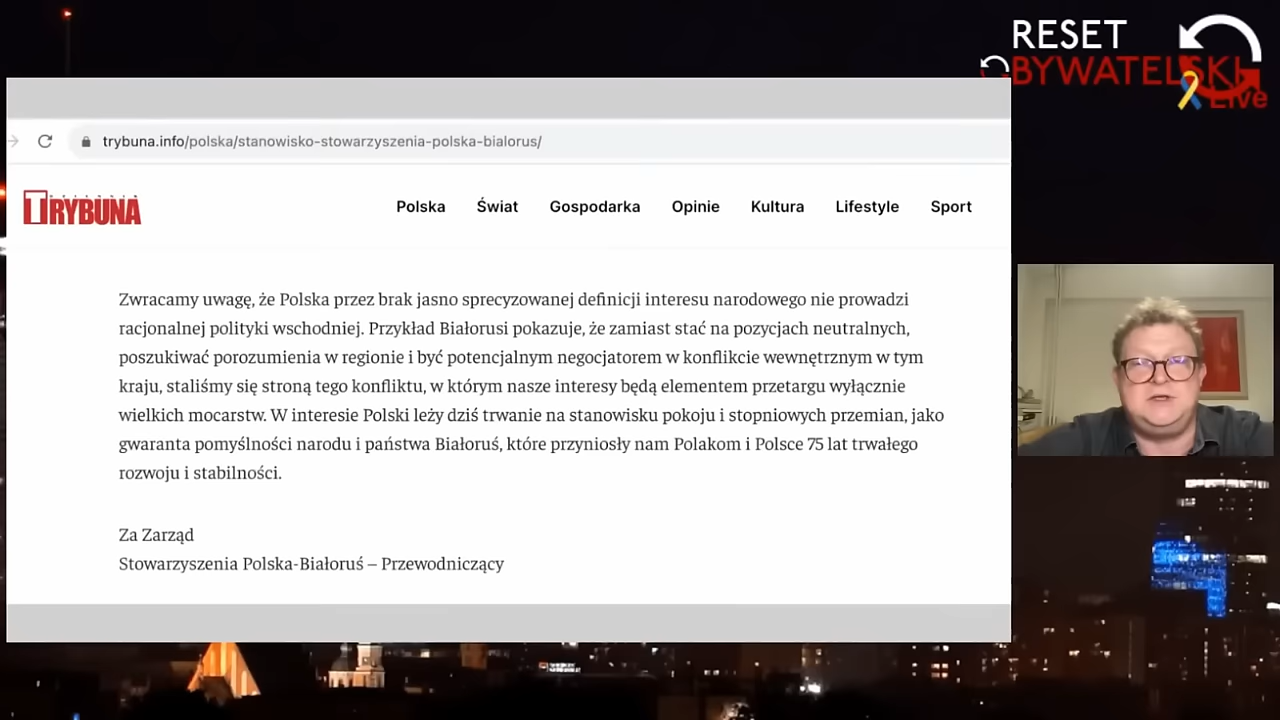 RESET
OBYWATELSKI
Live
trybuna.info/polska/stanowisko-stowarzyszenia-polska-bialorus/
TRYBUNA
Polska
Świat
Gospodarka
Opinie
Kultura
Lifestyle
Sport
Zwracamy uwagę, że Polska przez brak jasno sprecyzowanej definicji interesu narodowego nie prowadzi
racjonalnej polityki wschodniej. Przykład Białorusi pokazuje, że zamiast stać na pozycjach neutralnych,
poszukiwać porozumienia w regionie i być potencjalnym negocjatorem w konflikcie wewnętrznym w tym
kraju, staliśmy się stroną tego konfliktu, w którym nasze interesy będą elementem przetargu wyłącznie
wielkich mocarstw. W interesie Polski leży dziś trwanie na stanowisku pokoju i stopniowych przemian, jako
gwaranta pomyślności narodu i państwa Białoruś, które przyniosły nam Polakom i Polsce 75 lat trwałego
rozwoju i stabilności.
Za Zarząd
Stowarzyszenia Polska-Białoruś – Przewodniczący